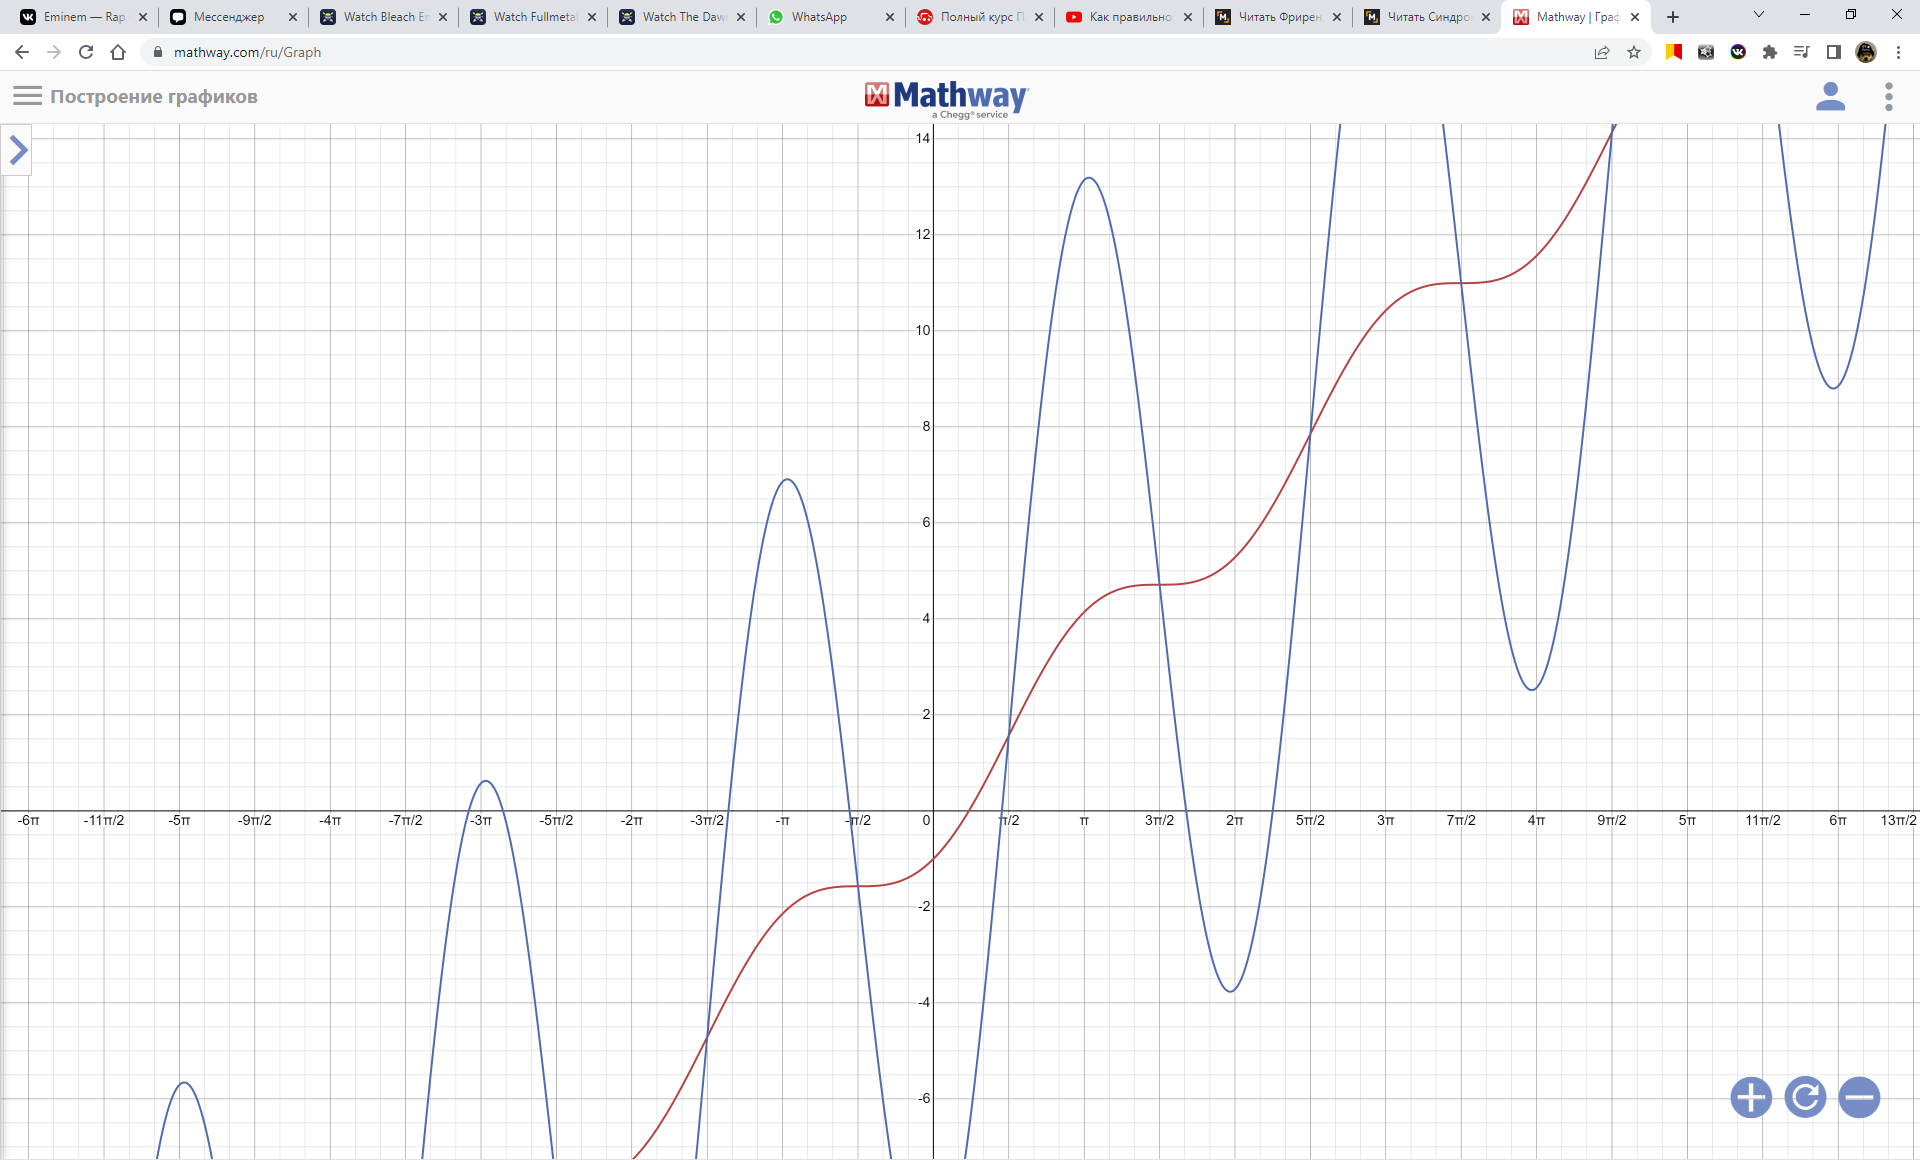 Eminem — Rap
Мессенджер
Watch Bleach En
Watch Fullmetal
Watch The Daw
WhatsApp
Полный курс П
Как правильно
Читать Фрирен
Читать Синдро
Mathway | Граф
mathway.com/ru/Graph
Построение графиков
Mathway
a Chegg® service
14
12
10
8
6
4
2
-6π -11π/2 -5π -9π/2 -4π -7π/2 -3π -5π/2 -2π -3π/2 -π -π/2 0 π/2 π 3π/2 2π 5π/2 3π 7π/2 4π 9π/2 5π 11π/2 6π 13π/2
-2
-4
-6